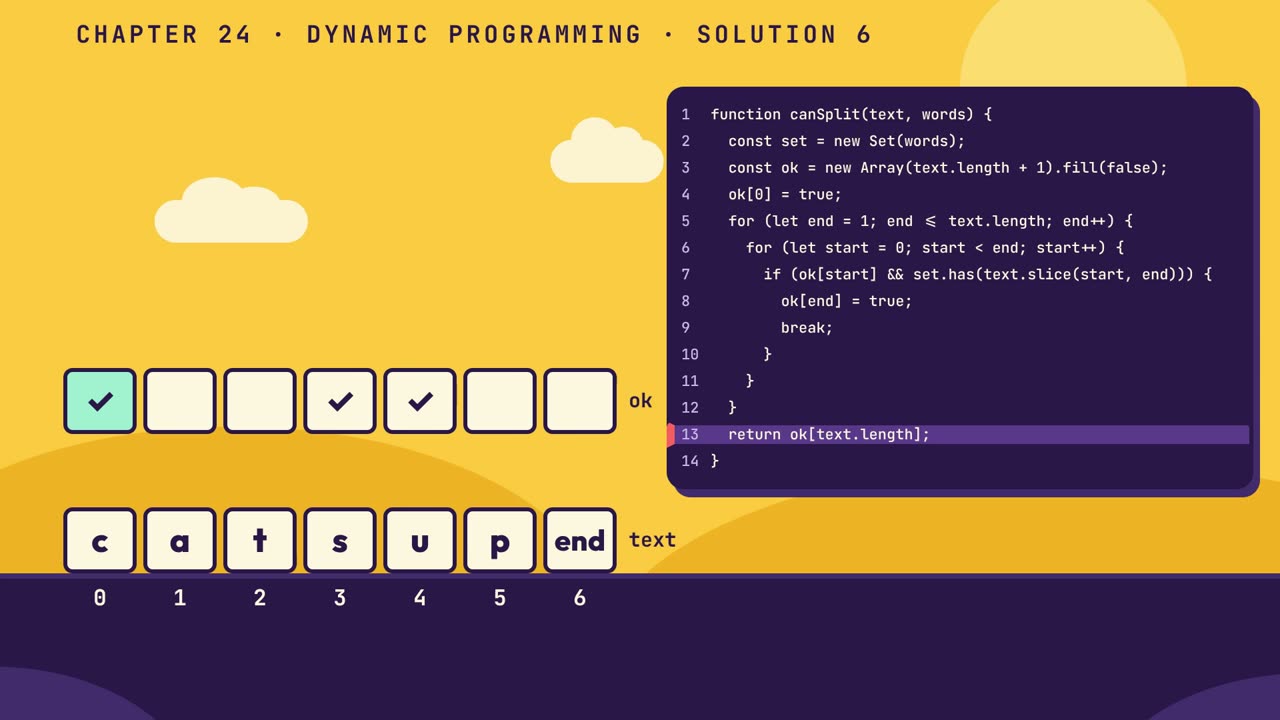 CHAPTER 24 · DYNAMIC PROGRAMMING · SOLUTION 6
1 function canSplit(text, words) {
2 const set = new Set(words);
3 const ok = new Array(text.length + 1).fill(false);
4 ok[0] = true;
5 for (let end = 1; end <= text.length; end++) {
6 for (let start = 0; start < end; start++) {
7 if (ok[start] && set.has(text.slice(start, end))) {
8 ok[end] = true;
9 break;
10 }
11 }
12 }
13 return ok[text.length];
14 }
✓ ✓ ✓ ok
c a t s u p end text
0 1 2 3 4 5 6